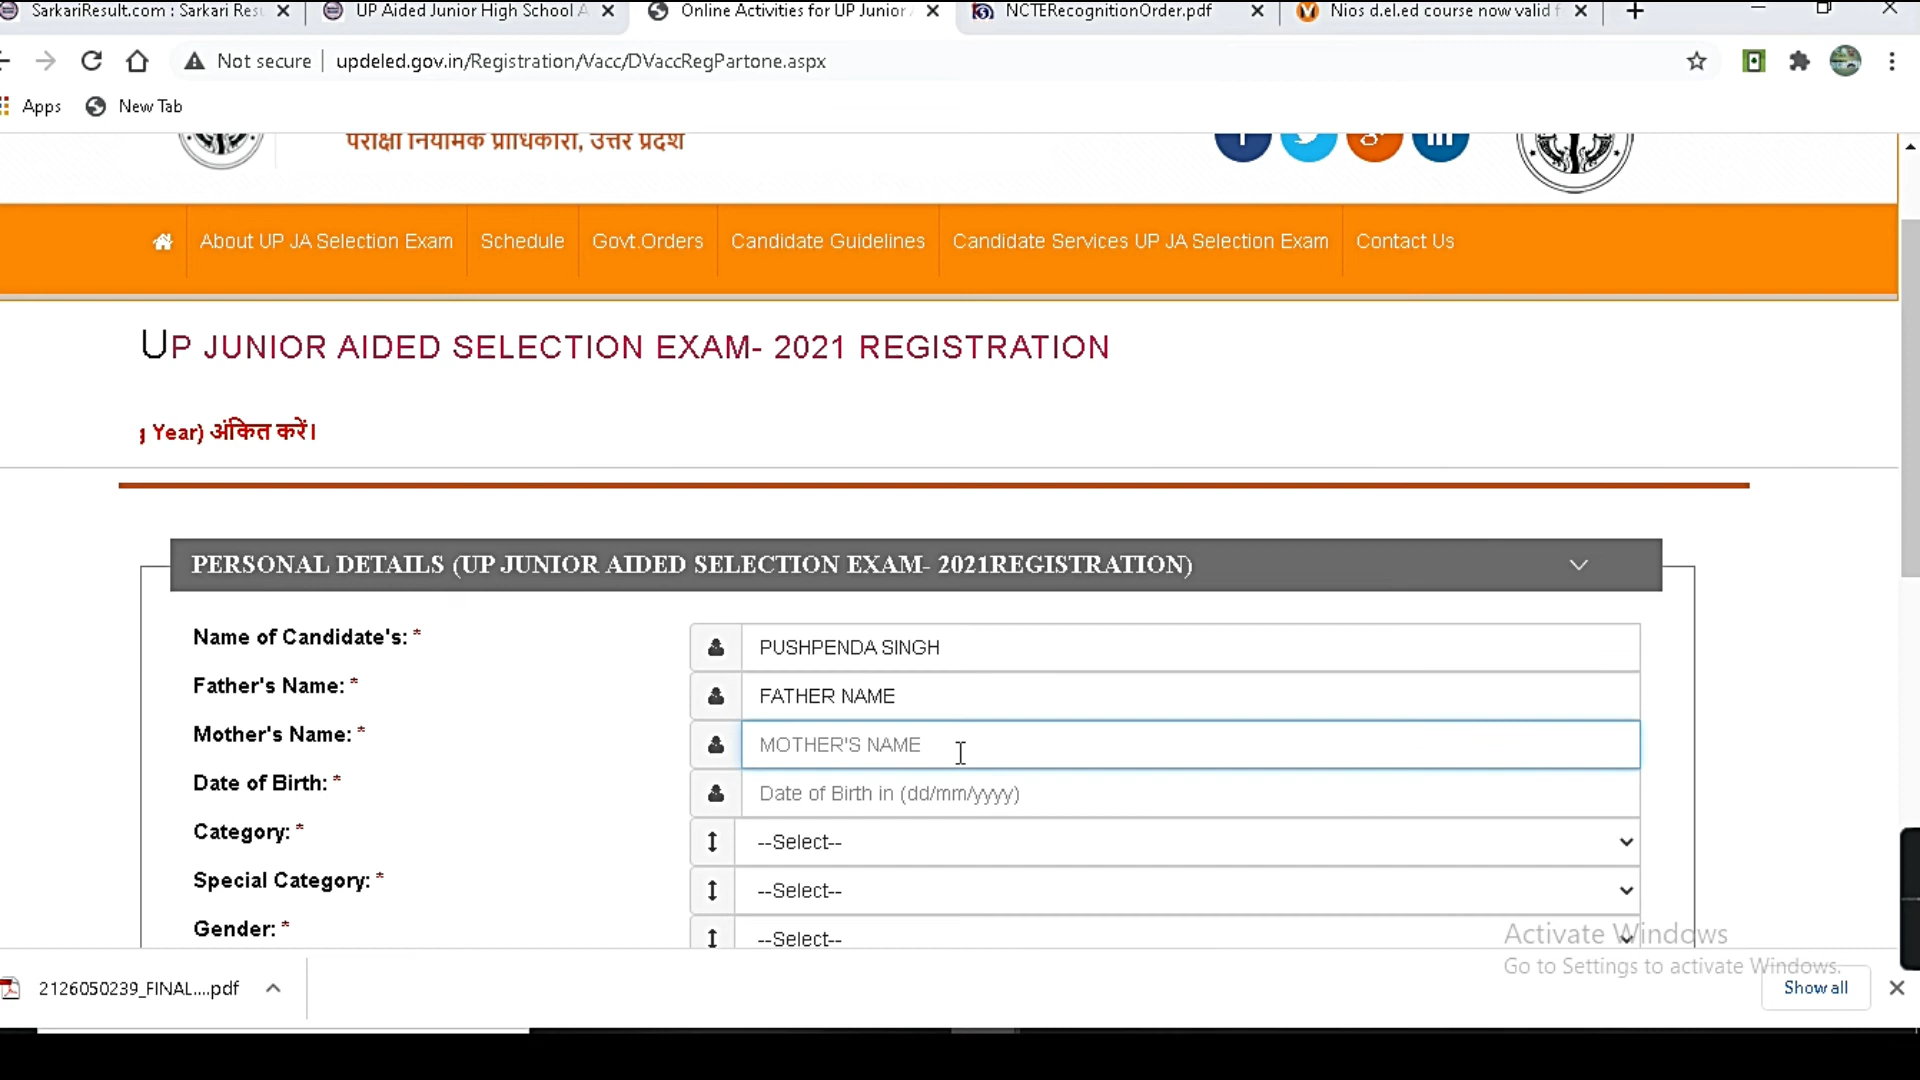 SarkariResult.com : Sarkari Resu
UP Aided Junior High School A
Online Activities for UP Junior A
NCTERecognitionOrder.pdf
Nios d.el.ed course now valid f
Not secure
updeled.gov.in/Registration/Vacc/DVaccRegPartone.aspx
Apps
New Tab
परीक्षा नियामक प्राधिकारी, उत्तर प्रदेश
About UP JA Selection Exam
Schedule
Govt.Orders
Candidate Guidelines
Candidate Services UP JA Selection Exam
Contact Us
UP JUNIOR AIDED SELECTION EXAM- 2021 REGISTRATION
g Year) अंकित करें।
PERSONAL DETAILS (UP JUNIOR AIDED SELECTION EXAM- 2021REGISTRATION)
Name of Candidate's: *
PUSHPENDA SINGH
Father's Name: *
FATHER NAME
Mother's Name: *
MOTHER'S NAME
Date of Birth: *
Date of Birth in (dd/mm/yyyy)
Category: *
--Select--
Special Category: *
--Select--
Gender: *
--Select--
Activate Windows
Go to Settings to activate Windows.
2126050239_FINAL....pdf
Show all